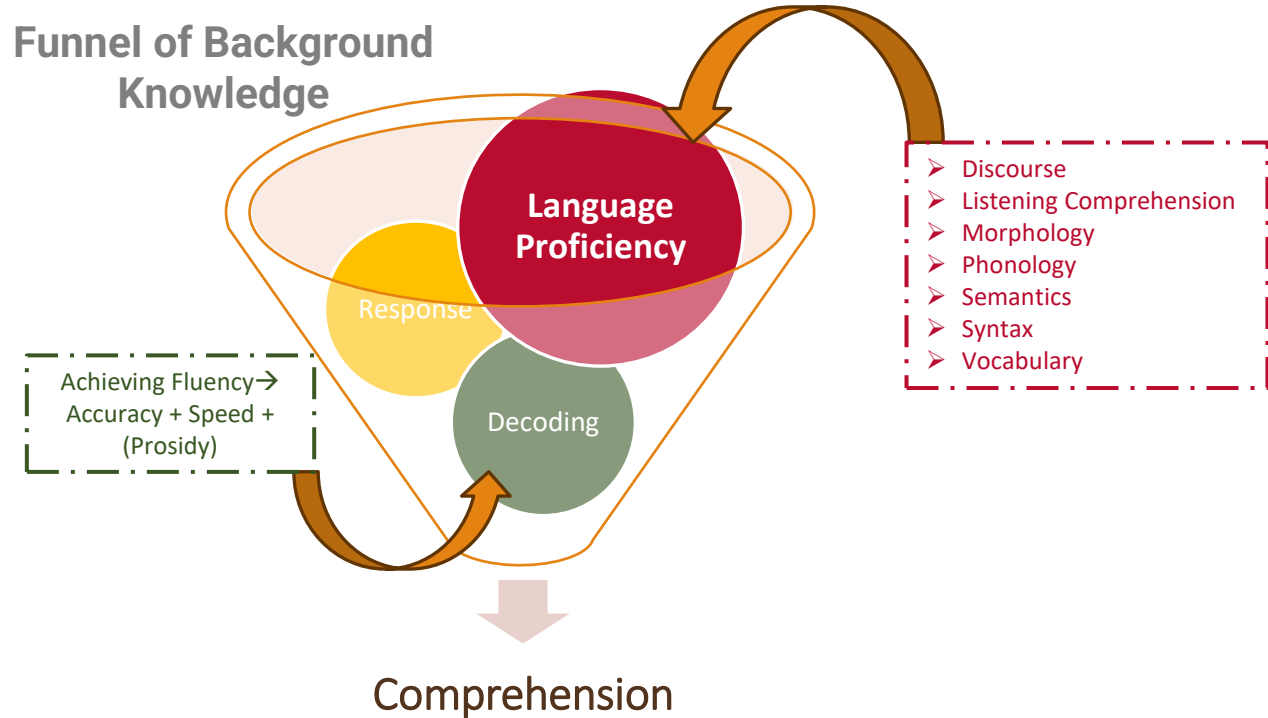 Funnel of Background
Knowledge
Language
Proficiency
Response
Decoding
➢ Discourse
➢ Listening Comprehension
➢ Morphology
➢ Phonology
➢ Semantics
➢ Syntax
➢ Vocabulary
Achieving Fluency→
Accuracy + Speed +
(Prosidy)
Comprehension